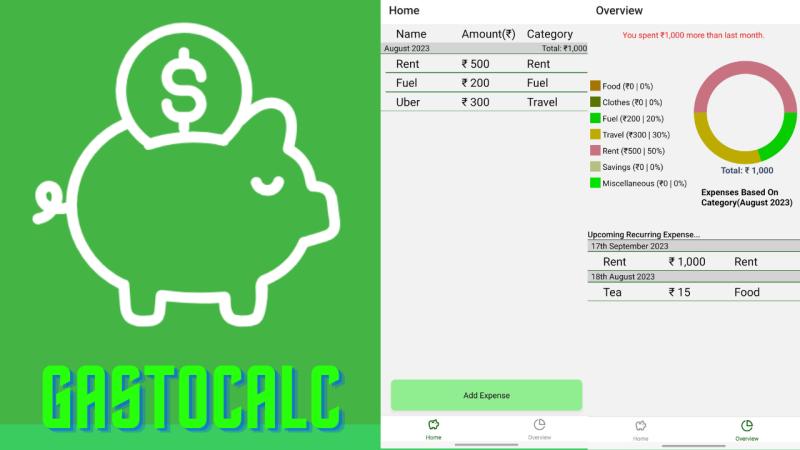 $
GASTOCALC
Home
Name Amount(₹) Category
August 2023 Total: ₹1,000
Rent ₹ 500 Rent
Fuel ₹ 200 Fuel
Uber ₹ 300 Travel
Add Expense
Home Overview
Overview
You spent ₹1,000 more than last month.
Food (₹0 | 0%)
Clothes (₹0 | 0%)
Fuel (₹200 | 20%)
Travel (₹300 | 30%)
Rent (₹500 | 50%)
Savings (₹0 | 0%)
Miscellaneous (₹0 | 0%)
Total: ₹ 1,000
Expenses Based On
Category(August 2023)
Upcoming Recurring Expense...
17th September 2023
Rent ₹ 1,000 Rent
18th August 2023
Tea ₹ 15 Food
Home Overview